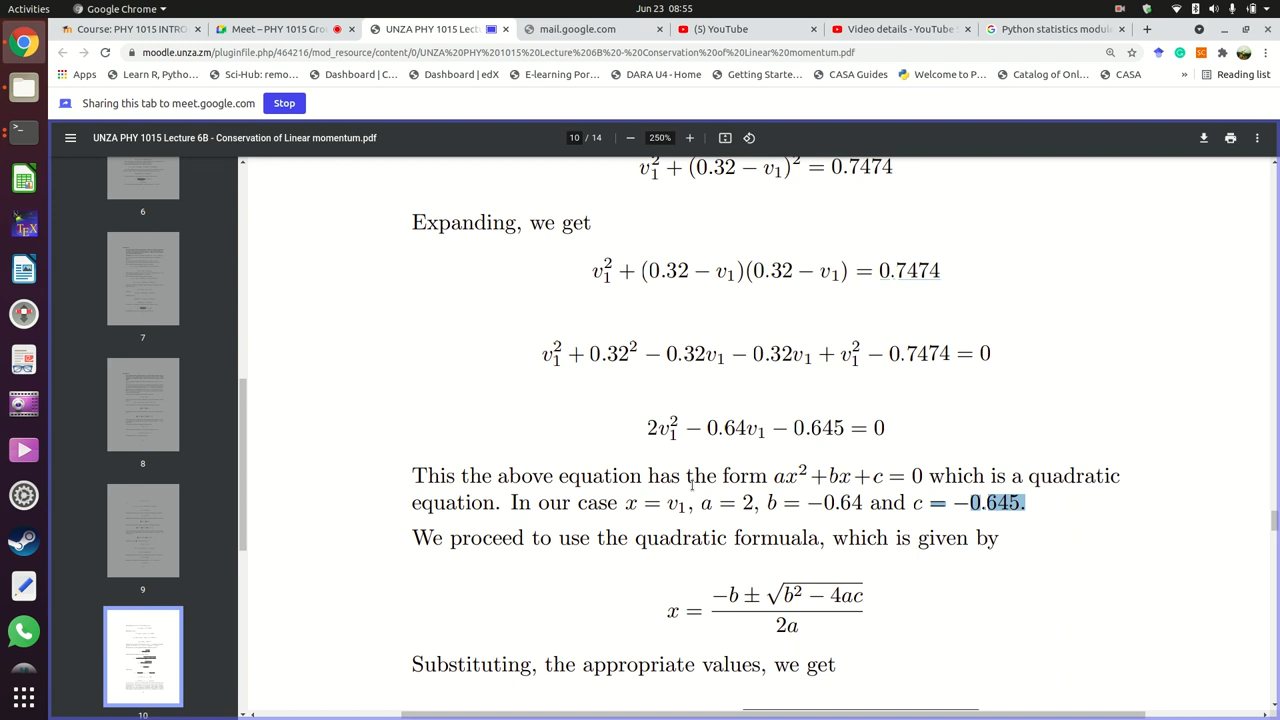 Activities
Google Chrome
Jun 23 08:55
Course: PHY 1015 INTRO
Meet – PHY 1015 G
UNZA PHY 1015 Lectu
mail.google.com
(5) YouTube
Video details - YouTube S
Python statistics module
moodle.unza.zm/pluginfile.php/464216/mod_resource/content/0/UNZA%20PHY%201015%20Lecture%206B%20-%20Conservation%20of%20Linear%20momentum.pdf
Apps
Learn R, Python...
Sci-Hub: remo...
Dashboard | C...
Dashboard | edX
E-learning Por...
DARA U4 - Home
Getting Starte...
CASA Guides
Welcome to P...
Catalog of Onl...
CASA
»
Reading list
Sharing this tab to meet.google.com
Stop
UNZA PHY 1015 Lecture 6B - Conservation of Linear momentum.pdf
10 / 14
250%
6
7
8
9
10
v₁² + (0.32 − v₁)² = 0.7474
Expanding, we get
v₁² + (0.32 − v₁)(0.32 − v₁) = 0.7474
v₁² + 0.32² − 0.32v₁ − 0.32v₁ + v₁² − 0.7474 = 0
2v₁² − 0.64v₁ − 0.645 = 0
This the above equation has the form ax² + bx + c = 0 which is a quadratic
equation. In our case x = v₁, a = 2, b = −0.64 and c = −0.645.
We proceed to use the quadratic formuala, which is given by
x = (−b ± √(b² − 4ac)) / 2a
Substituting, the appropriate values, we get